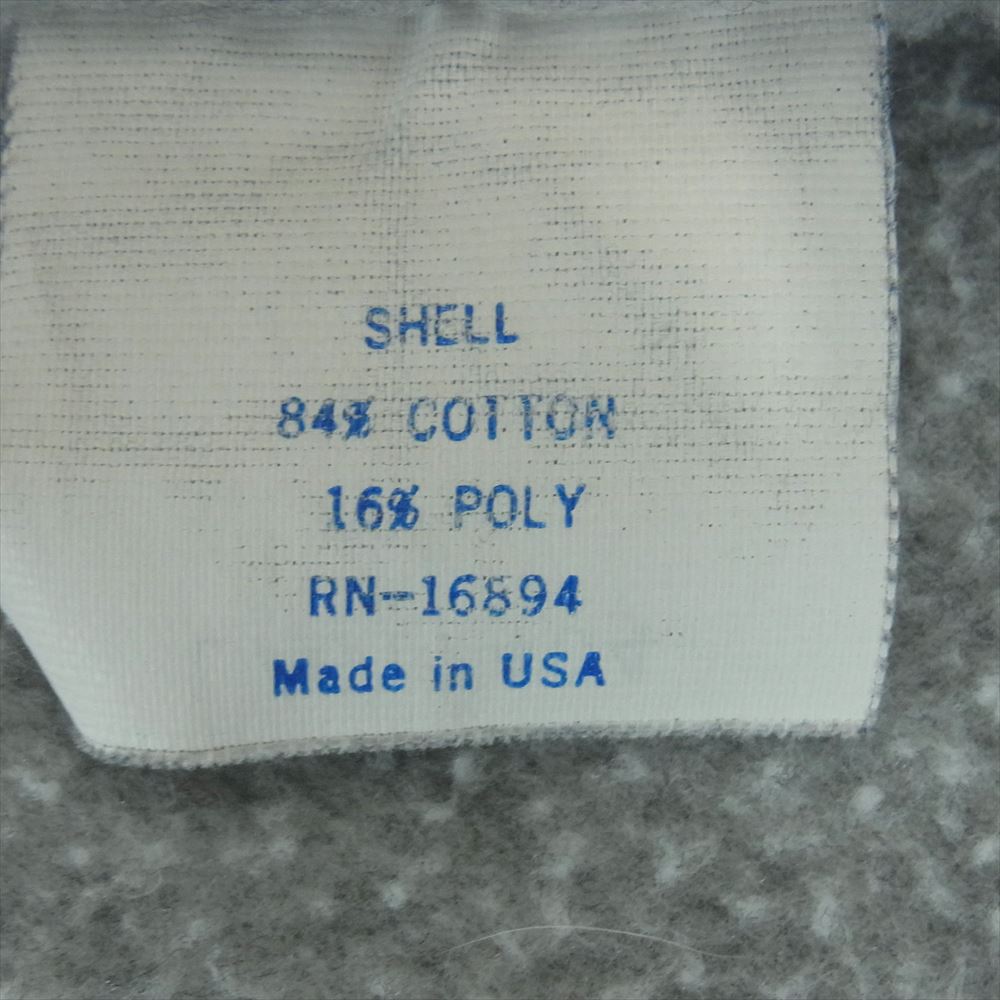 SHELL
84% COTTON
16% POLY
RN-16894
Made in USA